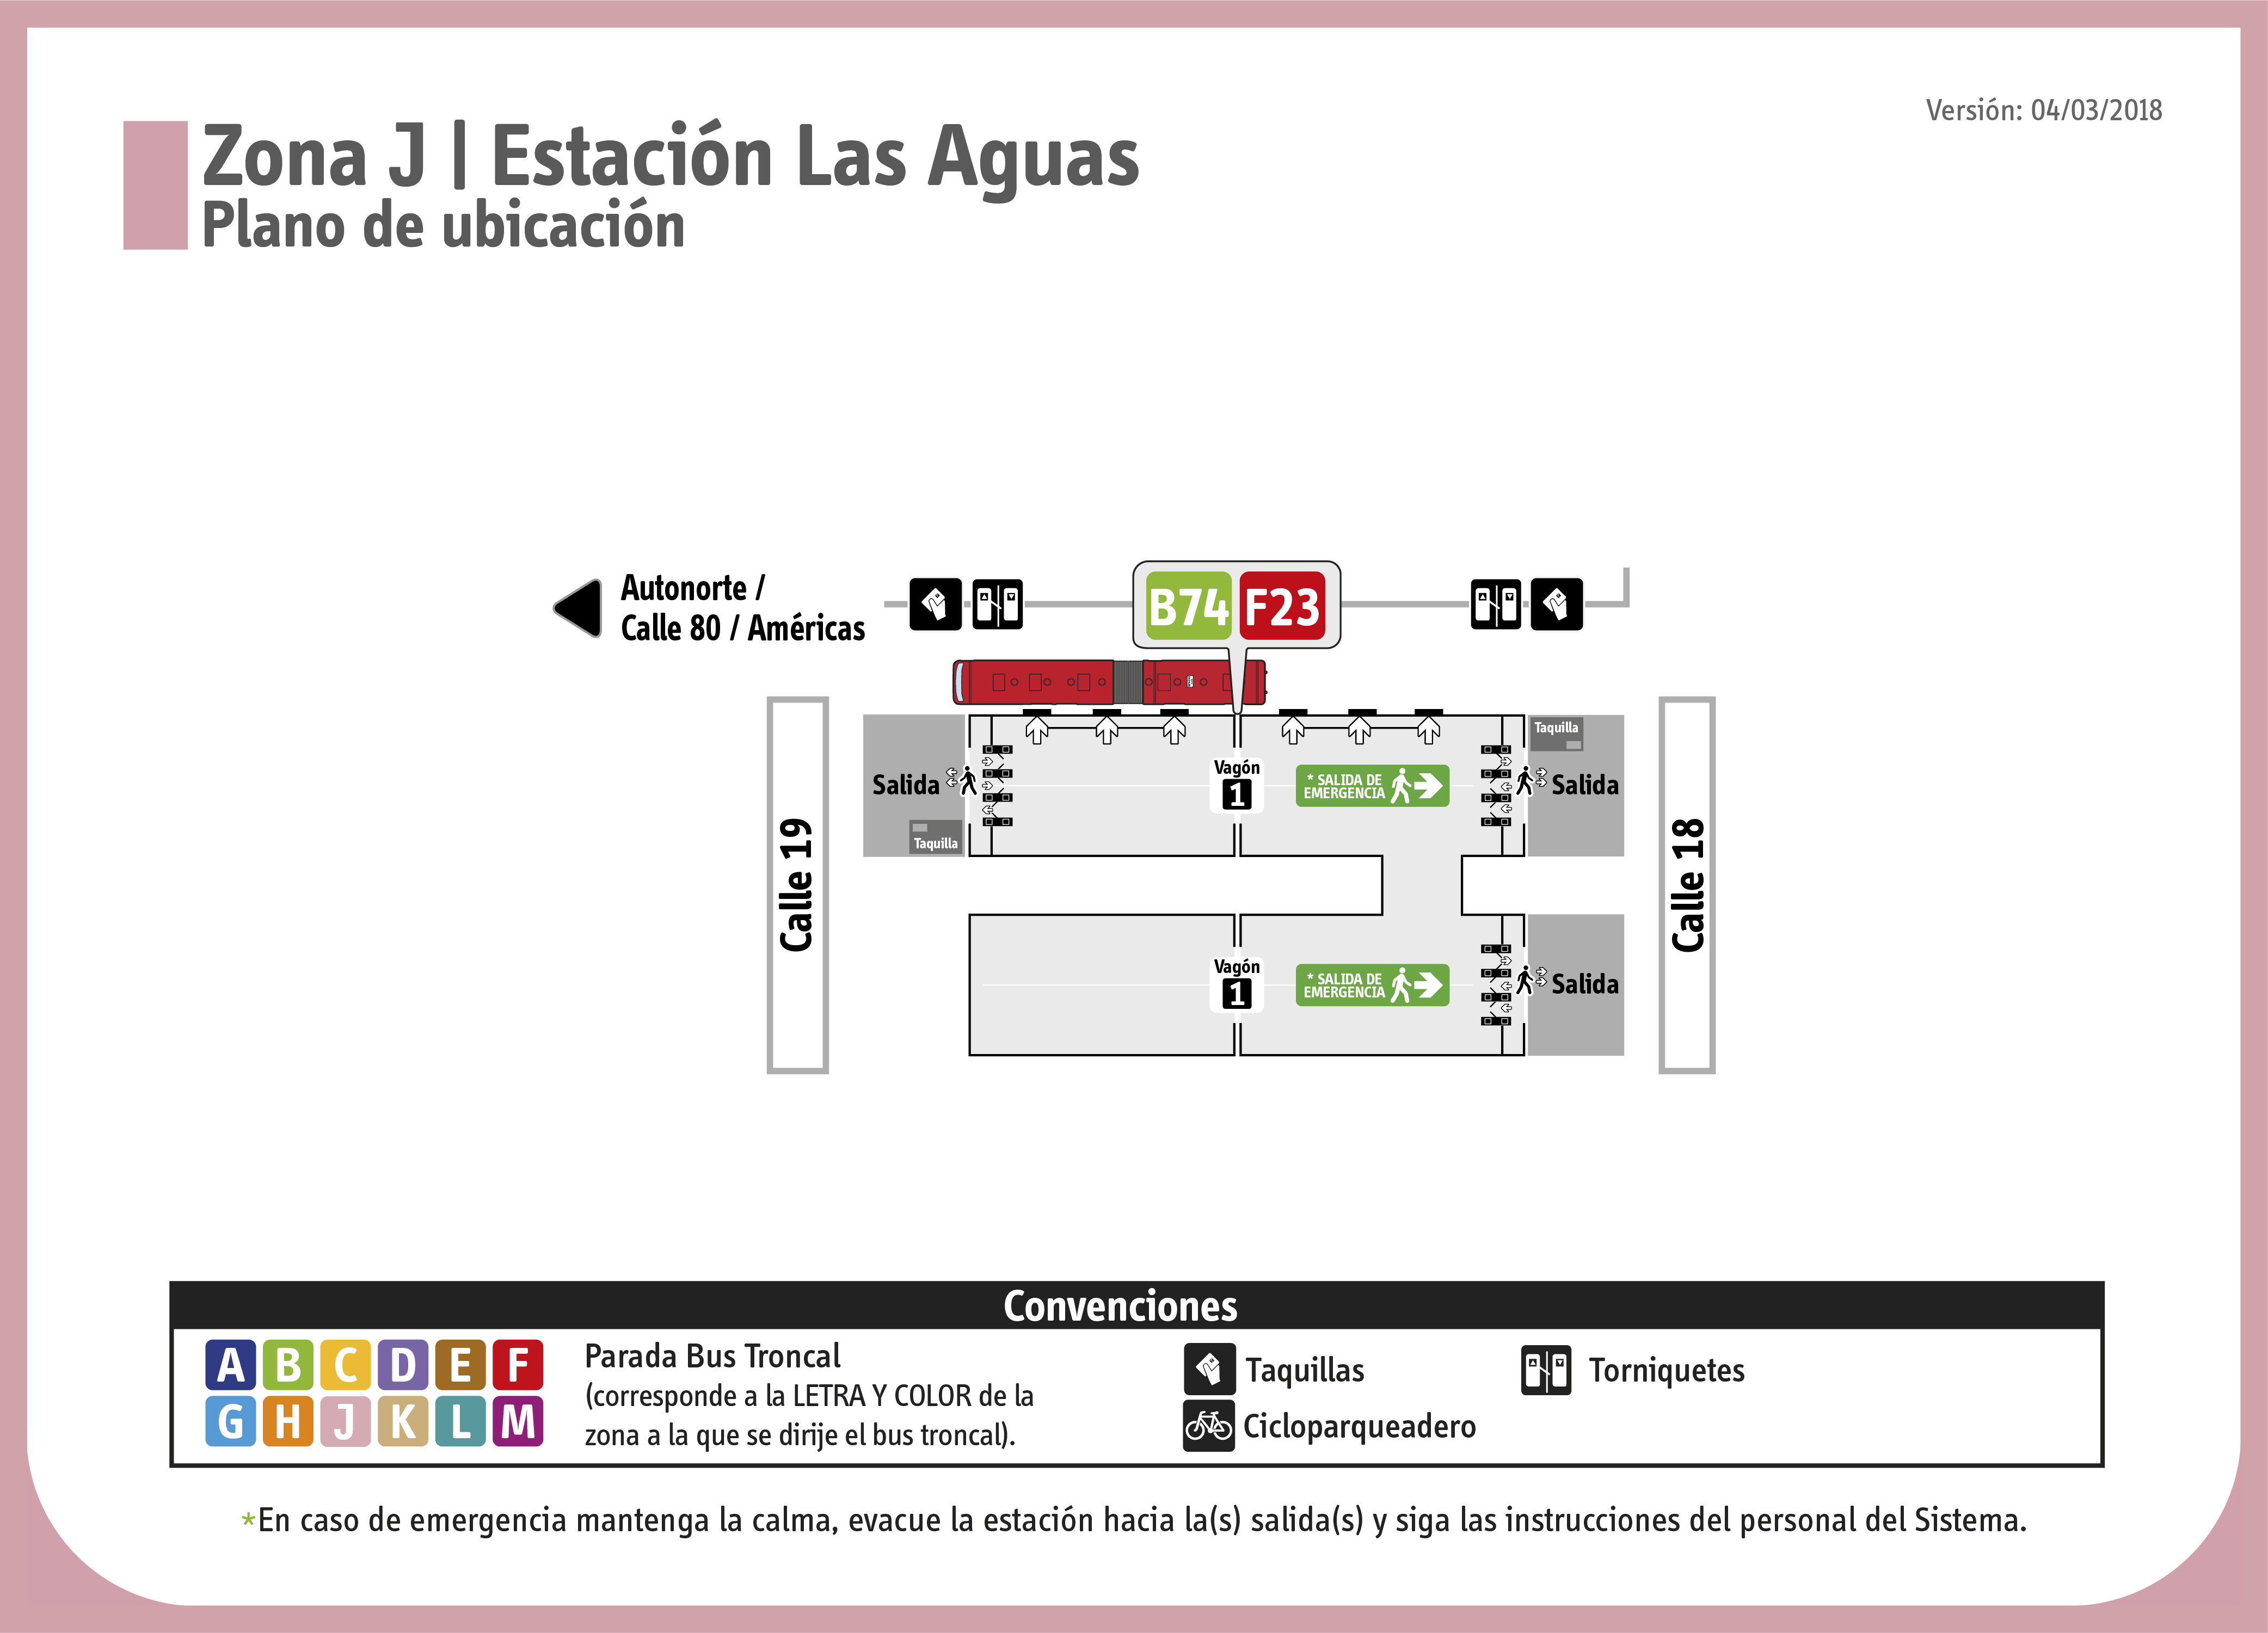 Versión: 04/03/2018
Zona J | Estación Las Aguas
Plano de ubicación
Autonorte /
Calle 80 / Américas
B74 F23
Calle 19
Salida
Taquilla
Vagón
1
* SALIDA DE
EMERGENCIA
Taquilla
Salida
Calle 18
Vagón
1
* SALIDA DE
EMERGENCIA
Salida
Convenciones
A B C D E F
G H J K L M
Parada Bus Troncal
(corresponde a la LETRA Y COLOR de la
zona a la que se dirije el bus troncal).
Taquillas
Torniquetes
Cicloparqueadero
*En caso de emergencia mantenga la calma, evacue la estación hacia la(s) salida(s) y siga las instrucciones del personal del Sistema.